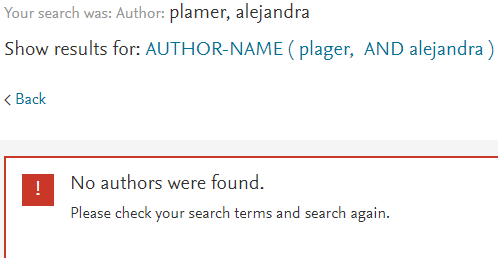 Your search was: Author: plamer, alejandra
Show results for: AUTHOR-NAME ( plager, AND alejandra )
< Back
! No authors were found.
Please check your search terms and search again.